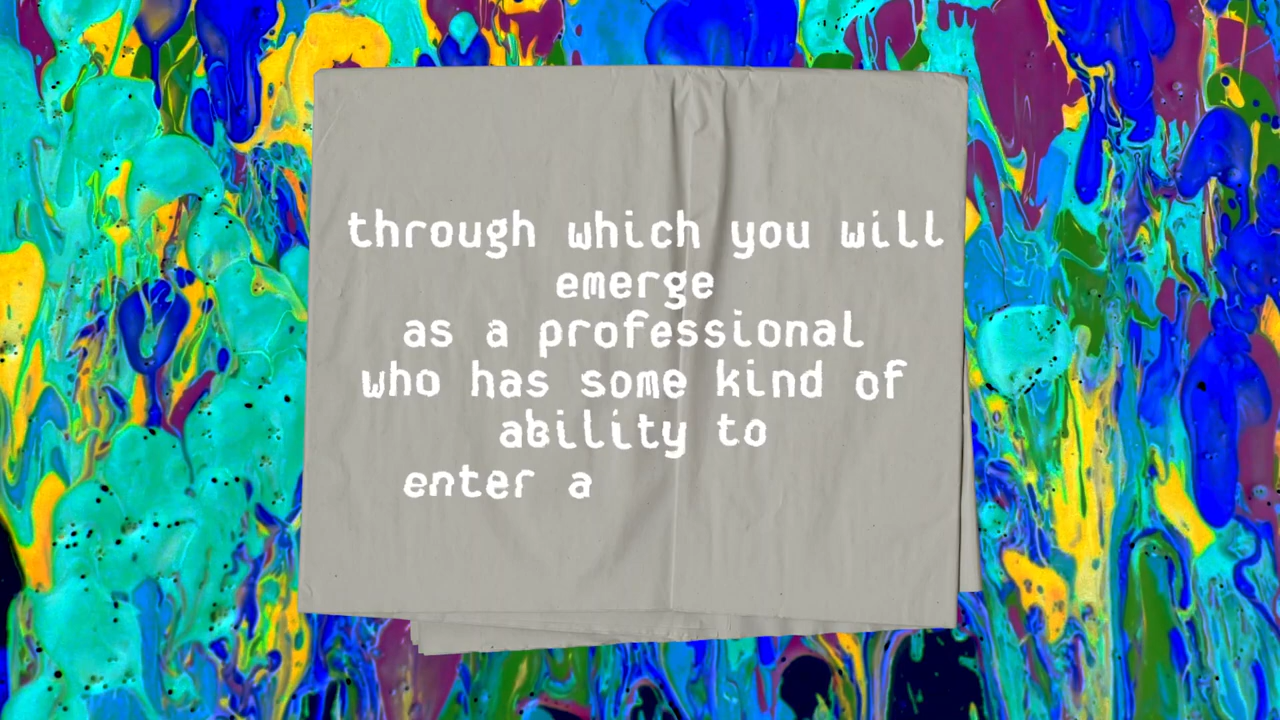 through which you will
emerge
as a professional
who has some kind of
ability to
enter a